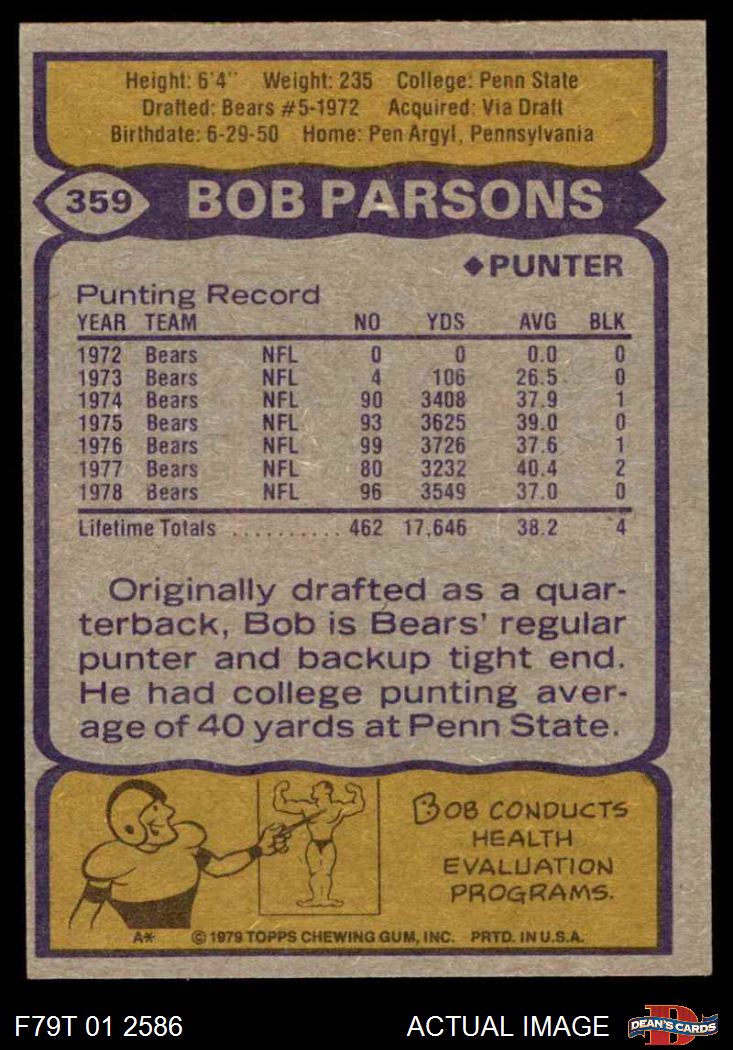 Height: 6'4" Weight: 235 College: Penn State
Drafted: Bears #5-1972 Acquired: Via Draft
Birthdate: 6-29-50 Home: Pen Argyl, Pennsylvania
359 BOB PARSONS
◆PUNTER
Punting Record
YEAR TEAM NO YDS AVG BLK
1972 Bears NFL 0 0 0.0 0
1973 Bears NFL 4 106 26.5 0
1974 Bears NFL 90 3408 37.9 1
1975 Bears NFL 93 3625 39.0 0
1976 Bears NFL 99 3726 37.6 1
1977 Bears NFL 80 3232 40.4 2
1978 Bears NFL 96 3549 37.0 0
Lifetime Totals .......... 462 17,646 38.2 4
Originally drafted as a quar-
terback, Bob is Bears' regular
punter and backup tight end.
He had college punting aver-
age of 40 yards at Penn State.
BOB CONDUCTS
HEALTH
EVALUATION
PROGRAMS.
A* © 1979 TOPPS CHEWING GUM, INC. PRTD. IN U.S.A.
F79T 01 2586 ACTUAL IMAGE D DEAN'S CARDS